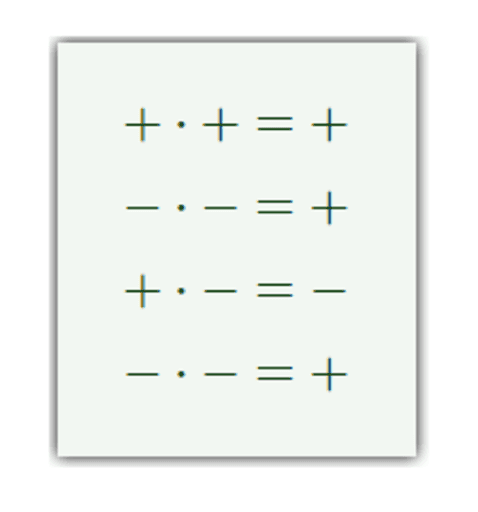 + · + = +
− · − = +
+ · − = −
− · − = +